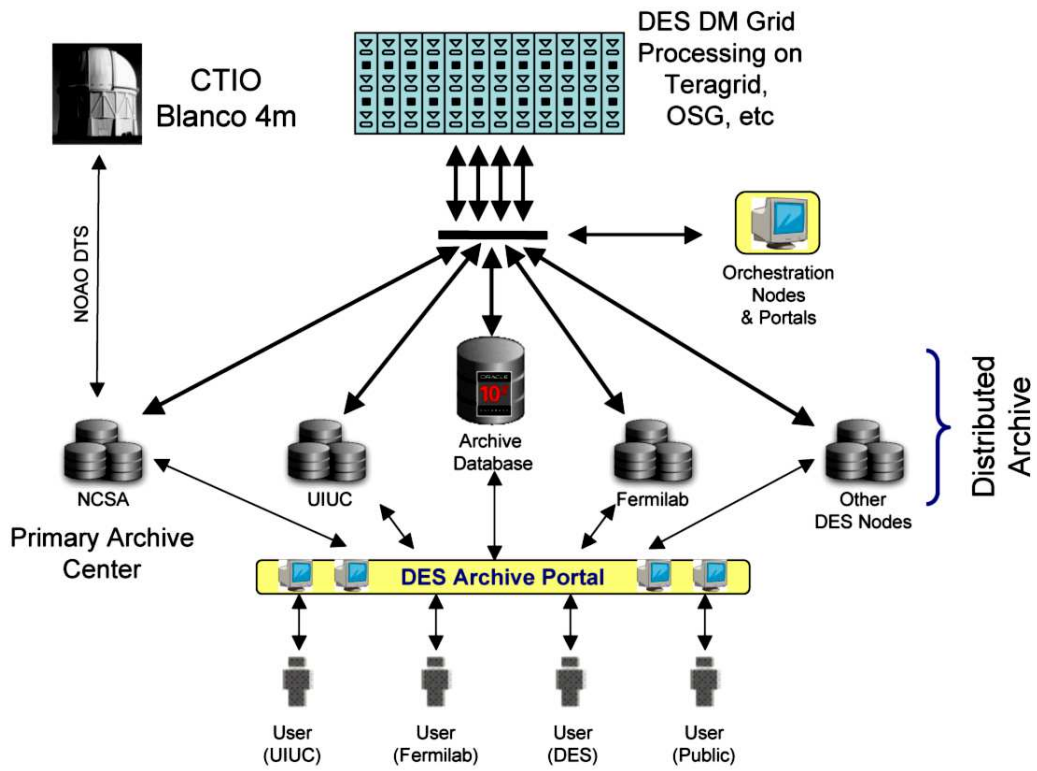 CTIO
Blanco 4m
DES DM Grid
Processing on
Teragrid,
OSG, etc
NOAO DTS
Orchestration
Nodes
& Portals
ORACLE
10
Archive
Database
NCSA
UIUC
Fermilab
Other
DES Nodes
Distributed
Archive
Primary Archive
Center
DES Archive Portal
User
(UIUC)
User
(Fermilab)
User
(DES)
User
(Public)